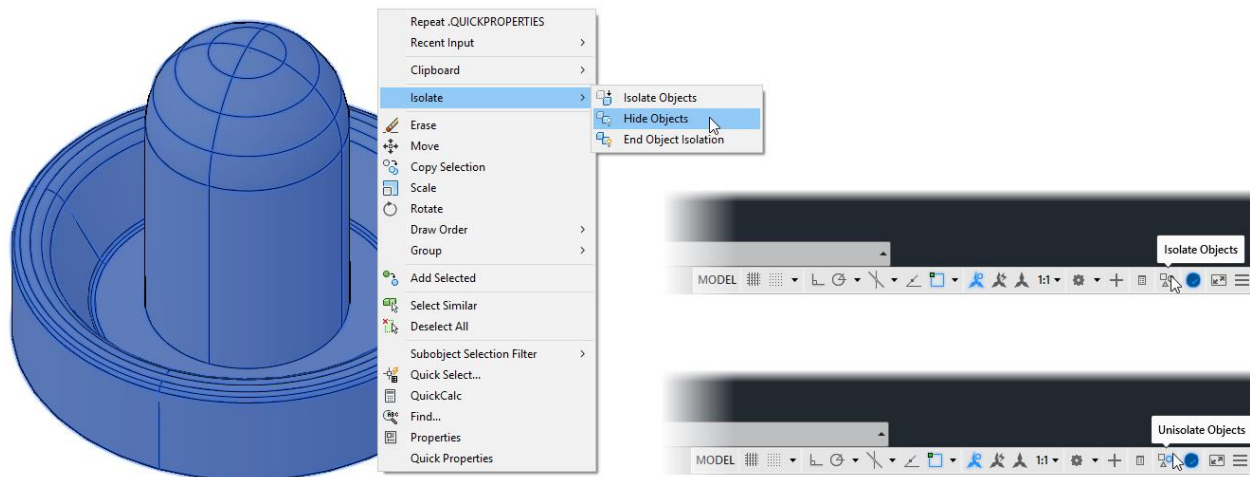 Repeat .QUICKPROPERTIES
Recent Input
Clipboard
Isolate
Isolate Objects
Hide Objects
End Object Isolation
Erase
Move
Copy Selection
Scale
Rotate
Draw Order
Group
Add Selected
Select Similar
Deselect All
Subobject Selection Filter
Quick Select...
QuickCalc
Find...
Properties
Quick Properties
Isolate Objects
MODEL 1:1
Unisolate Objects
MODEL 1:1